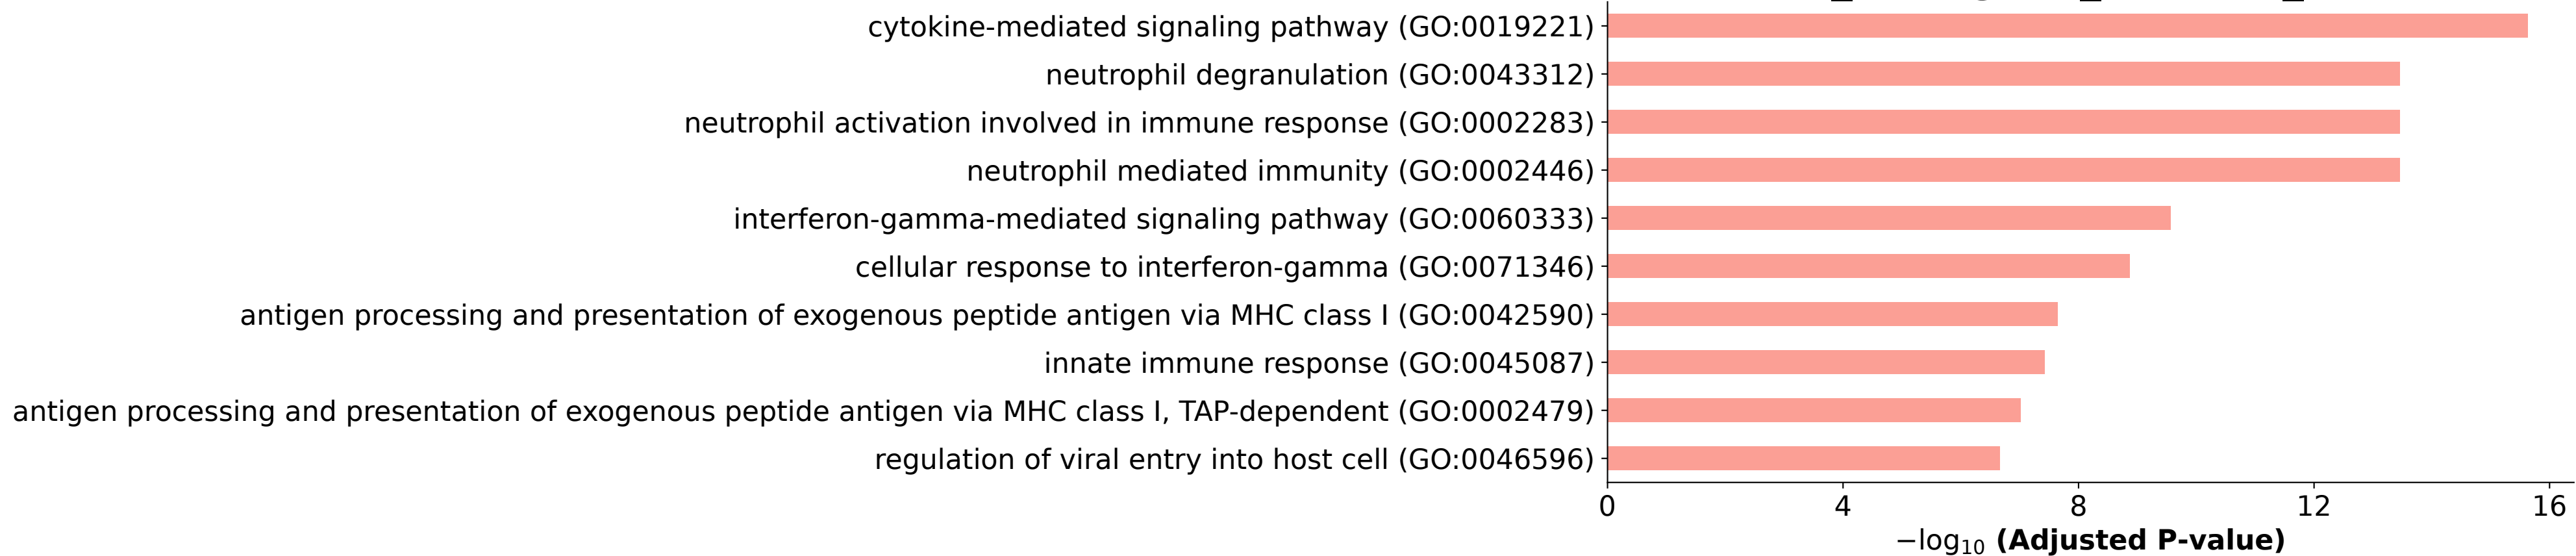 cytokine-mediated signaling pathway (GO:0019221)
neutrophil degranulation (GO:0043312)
neutrophil activation involved in immune response (GO:0002283)
neutrophil mediated immunity (GO:0002446)
interferon-gamma-mediated signaling pathway (GO:0060333)
cellular response to interferon-gamma (GO:0071346)
antigen processing and presentation of exogenous peptide antigen via MHC class I (GO:0042590)
innate immune response (GO:0045087)
antigen processing and presentation of exogenous peptide antigen via MHC class I, TAP-dependent (GO:0002479)
regulation of viral entry into host cell (GO:0046596)
0 4 8 12 16
−log₁₀ (Adjusted P-value)